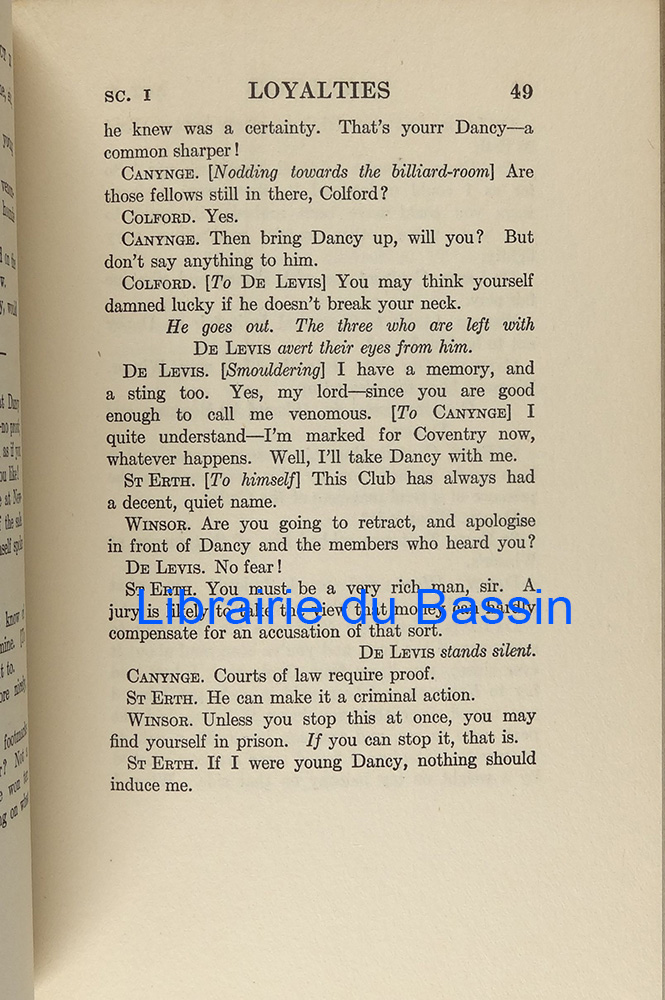 SC. I LOYALTIES 49
he knew was a certainty. That's yourr Dancy—a
common sharper!
CANYNGE. [Nodding towards the billiard-room] Are
those fellows still in there, Colford?
COLFORD. Yes.
CANYNGE. Then bring Dancy up, will you? But
don't say anything to him.
COLFORD. [To DE LEVIS] You may think yourself
damned lucky if he doesn't break your neck.
He goes out. The three who are left with
DE LEVIS avert their eyes from him.
DE LEVIS. [Smouldering] I have a memory, and
a sting too. Yes, my lord—since you are good
enough to call me venomous. [To CANYNGE] I
quite understand—I'm marked for Coventry now,
whatever happens. Well, I'll take Dancy with me.
ST ERTH. [To himself] This Club has always had
a decent, quiet name.
WINSOR. Are you going to retract, and apologise
in front of Dancy and the members who heard you?
DE LEVIS. No fear!
ST ERTH. You must be a very rich man, sir. A
jury is likely to take the view that money can hardly
Librairie du Bassin
compensate for an accusation of that sort.
DE LEVIS stands silent.
CANYNGE. Courts of law require proof.
ST ERTH. He can make it a criminal action.
WINSOR. Unless you stop this at once, you may
find yourself in prison. If you can stop it, that is.
ST ERTH. If I were young Dancy, nothing should
induce me.